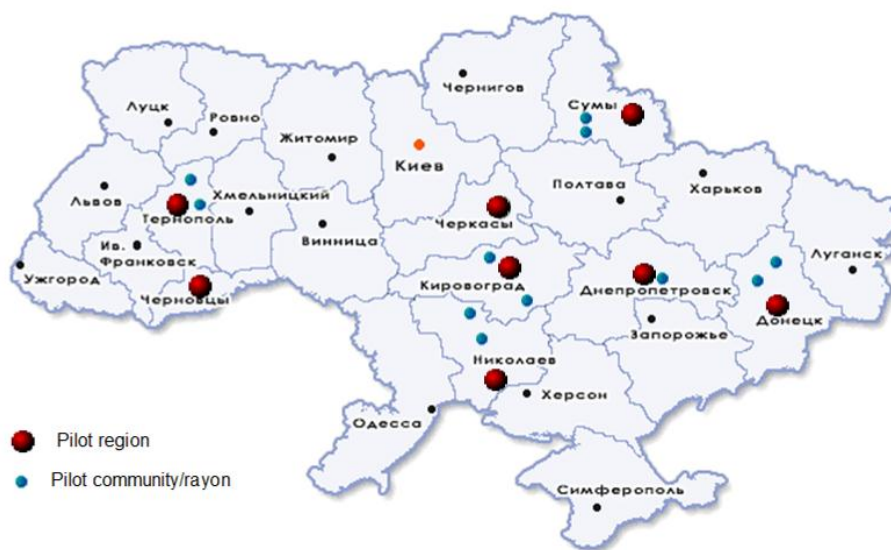 Чернигов
Сумы
Луцк
Ровно
Житомир
Киев
Львов
Тернополь
Хмельницкий
Полтава
Харьков
Черкасы
Винница
Ив.
Франковск
Ужгород
Черновцы
Кировоград
Днепропетровск
Луганск
Донецк
Запорожье
Николаев
Херсон
Одесса
Симферополь
Pilot region
Pilot community/rayon